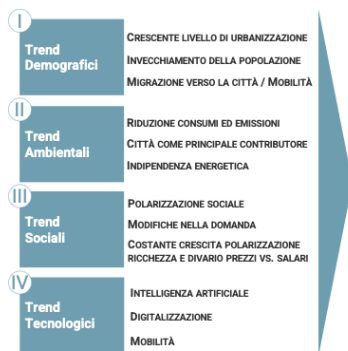 I
Trend
Demografici
CRESCENTE LIVELLO DI URBANIZZAZIONE
INVECCHIAMENTO DELLA POPOLAZIONE
MIGRAZIONE VERSO LA CITTÀ / MOBILITÀ
II
Trend
Ambientali
RIDUZIONE CONSUMI ED EMISSIONI
CITTÀ COME PRINCIPALE CONTRIBUTORE
INDIPENDENZA ENERGETICA
III
Trend
Sociali
POLARIZZAZIONE SOCIALE
MODIFICHE NELLA DOMANDA
COSTANTE CRESCITA POLARIZZAZIONE
RICCHEZZA E DIVARIO PREZZI VS. SALARI
IV
Trend
Tecnologici
INTELLIGENZA ARTIFICIALE
DIGITALIZZAZIONE
MOBILITÀ